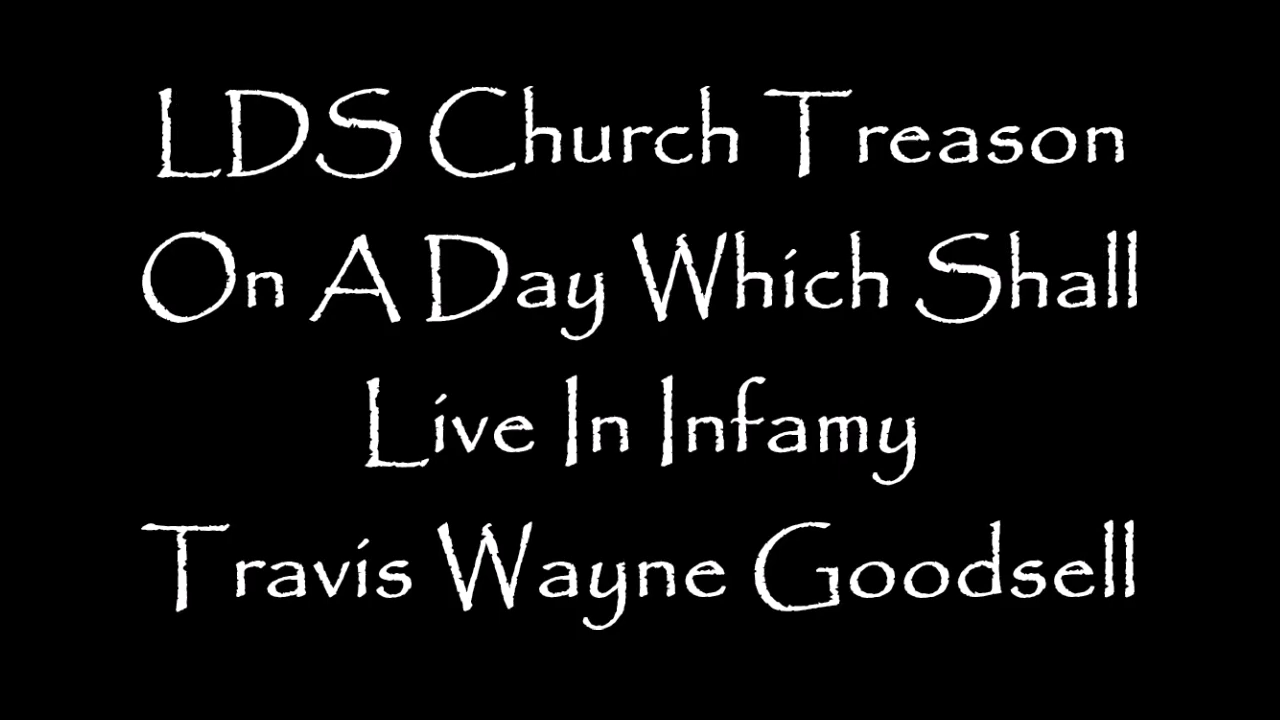 LDS Church Treason
On A Day Which Shall
Live In Infamy
Travis Wayne Goodsell